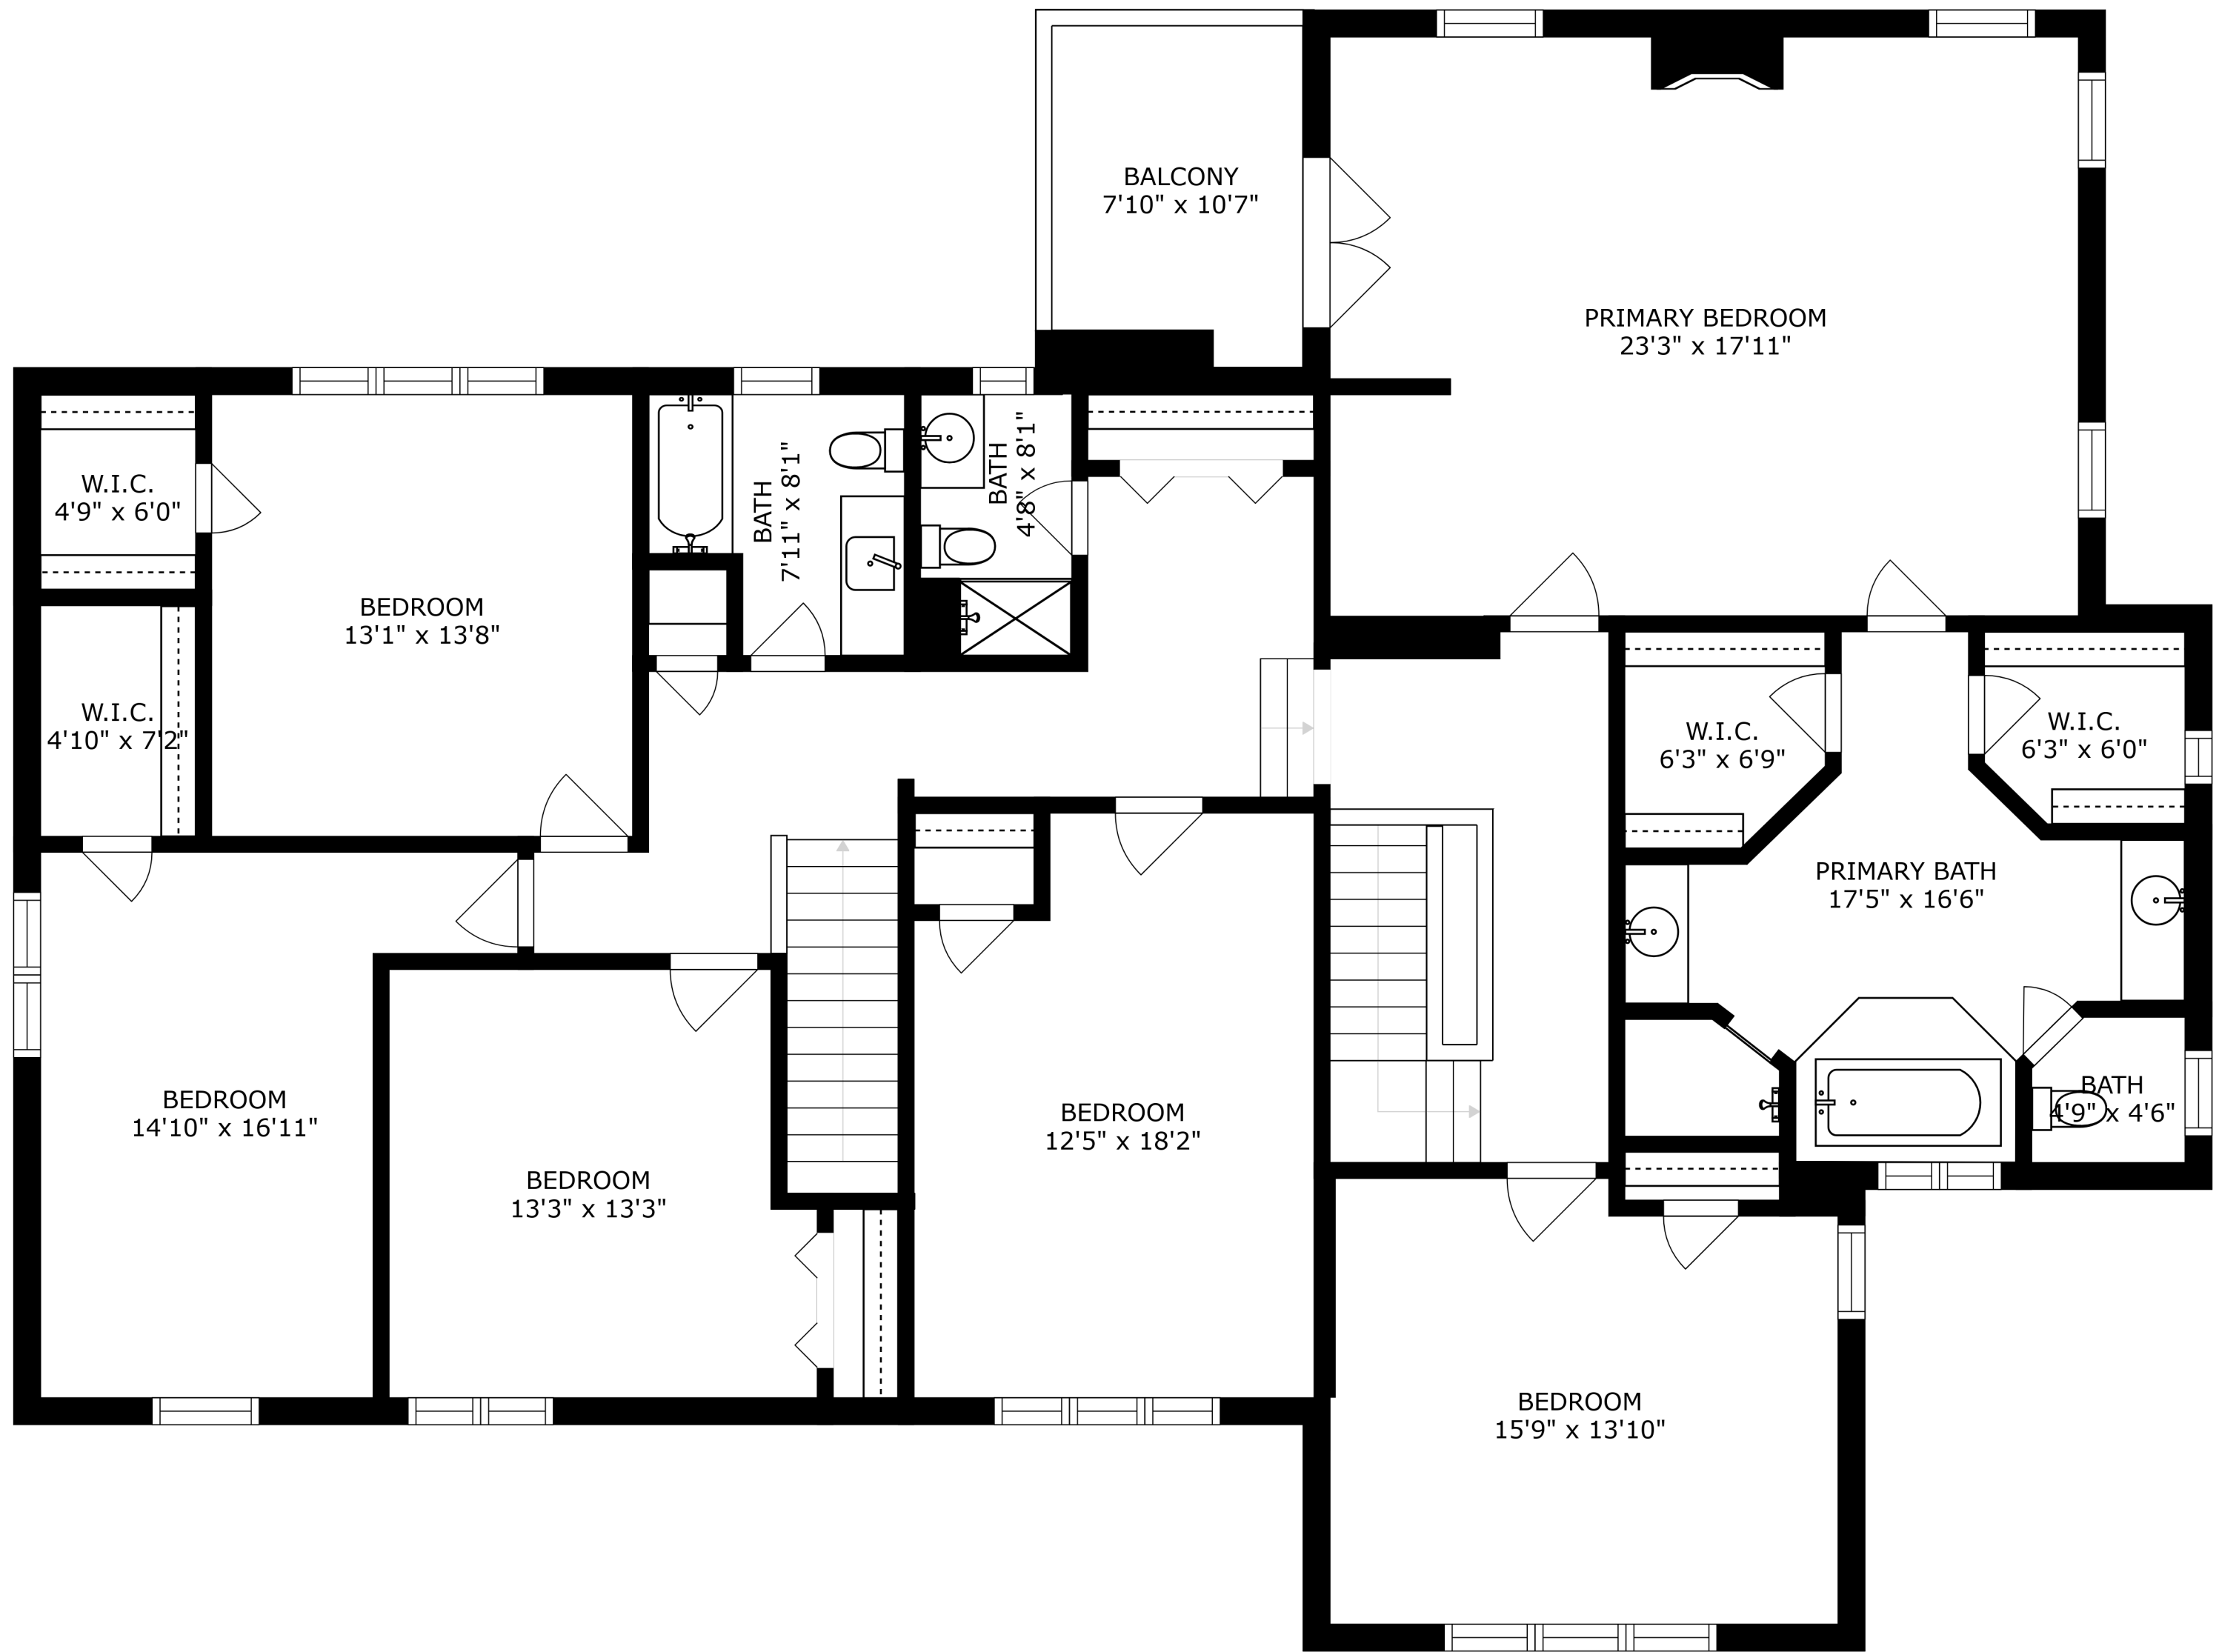 BALCONY
7'10" x 10'7"
PRIMARY BEDROOM
23'3" x 17'11"
W.I.C.
4'9" x 6'0"
BATH
7'11" x 8'1"
BATH
4'8" x 8'1"
BEDROOM
13'1" x 13'8"
W.I.C.
4'10" x 7'2"
W.I.C.
6'3" x 6'9"
W.I.C.
6'3" x 6'0"
PRIMARY BATH
17'5" x 16'6"
BEDROOM
14'10" x 16'11"
BEDROOM
12'5" x 18'2"
BATH
4'9" x 4'6"
BEDROOM
13'3" x 13'3"
BEDROOM
15'9" x 13'10"